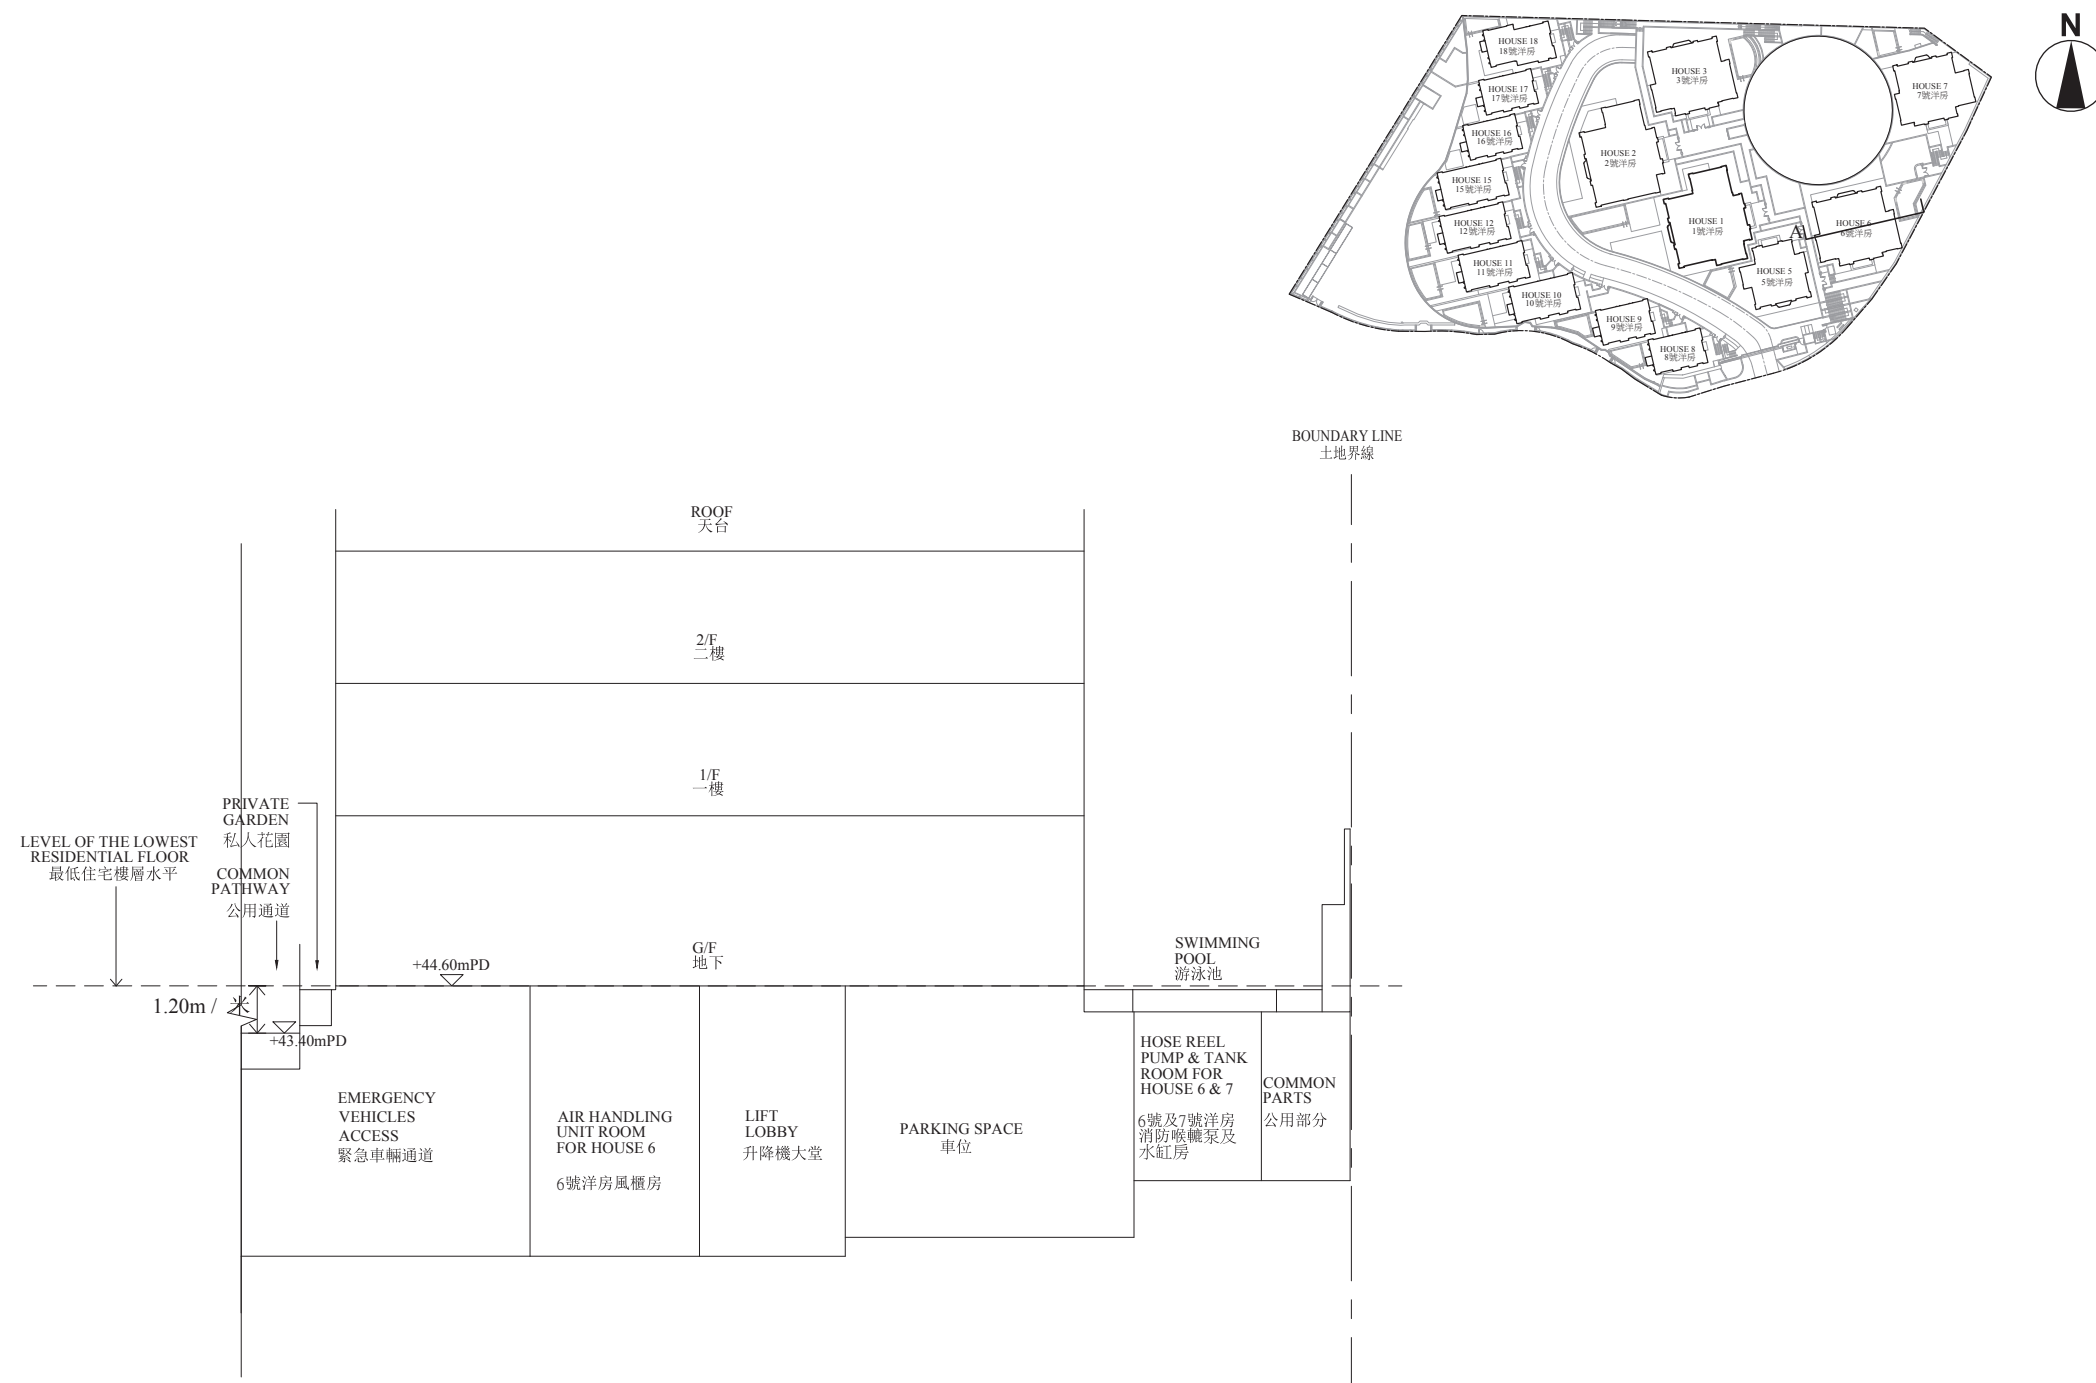 N
HOUSE 18
18號洋房
HOUSE 17
17號洋房
HOUSE 16
16號洋房
HOUSE 15
15號洋房
HOUSE 12
12號洋房
HOUSE 11
11號洋房
HOUSE 10
10號洋房
HOUSE 9
9號洋房
HOUSE 8
8號洋房
HOUSE 3
3號洋房
HOUSE 2
2號洋房
HOUSE 1
1號洋房
HOUSE 7
7號洋房
HOUSE 6
6號洋房
A
HOUSE 5
5號洋房
BOUNDARY LINE
土地界線
ROOF
天台
2/F
二樓
1/F
一樓
PRIVATE
GARDEN
私人花園
LEVEL OF THE LOWEST
RESIDENTIAL FLOOR
最低住宅樓層水平
COMMON
PATHWAY
公用通道
G/F
地下
+44.60mPD
SWIMMING
POOL
游泳池
1.20m / 米
+43.40mPD
EMERGENCY
VEHICLES
ACCESS
緊急車輛通道
AIR HANDLING
UNIT ROOM
FOR HOUSE 6
6號洋房風櫃房
LIFT
LOBBY
升降機大堂
PARKING SPACE
車位
HOSE REEL
PUMP & TANK
ROOM FOR
HOUSE 6 & 7
6號及7號洋房
消防喉轆泵及
水缸房
COMMON
PARTS
公用部分